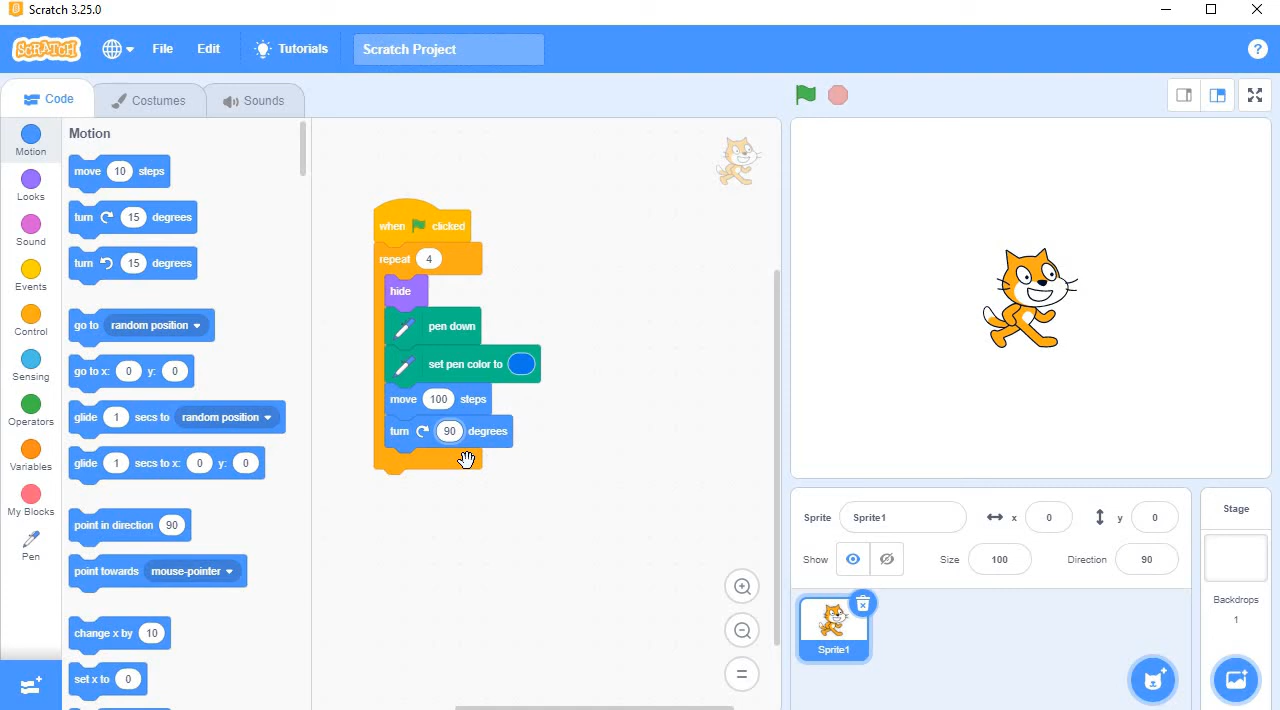 Scratch 3.25.0
SCRATCH File Edit Tutorials Scratch Project ?
Code Costumes Sounds
Motion
Looks
Sound
Events
Control
Sensing
Operators
Variables
My Blocks
Pen
Motion
move 10 steps
turn 15 degrees
turn 15 degrees
go to random position
go to x: 0 y: 0
glide 1 secs to random position
glide 1 secs to x: 0 y: 0
point in direction 90
point towards mouse-pointer
change x by 10
set x to 0
when clicked
repeat 4
hide
pen down
set pen color to
move 100 steps
turn 90 degrees
Sprite Sprite1 x 0 y 0
Show Size 100 Direction 90
Sprite1
Stage
Backdrops
1